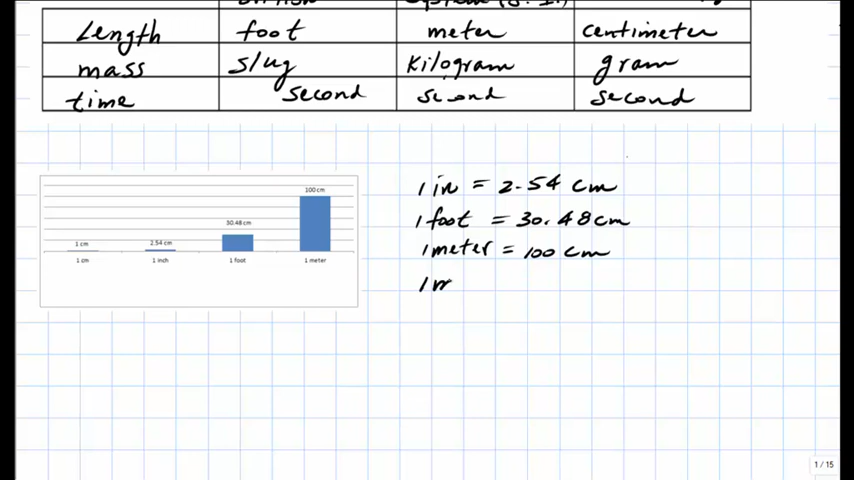 System (S.I.)
Length foot meter centimeter
mass slug Kilogram gram
time second second second
100 cm
30.48 cm
2.54 cm
1 cm
1 cm 1 inch 1 foot 1 meter
1 in = 2.54 cm
1 foot = 30.48 cm
1 meter = 100 cm
1 m
1 / 15